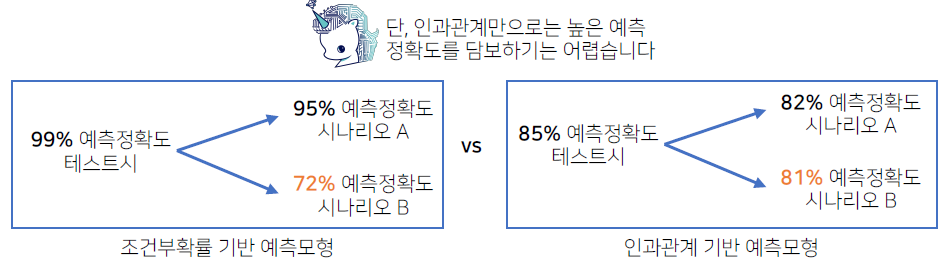 단, 인과관계만으로는 높은 예측
정확도를 담보하기는 어렵습니다
99% 예측정확도
테스트시
95% 예측정확도
시나리오 A
72% 예측정확도
시나리오 B
조건부확률 기반 예측모형
vs
85% 예측정확도
테스트시
82% 예측정확도
시나리오 A
81% 예측정확도
시나리오 B
인과관계 기반 예측모형